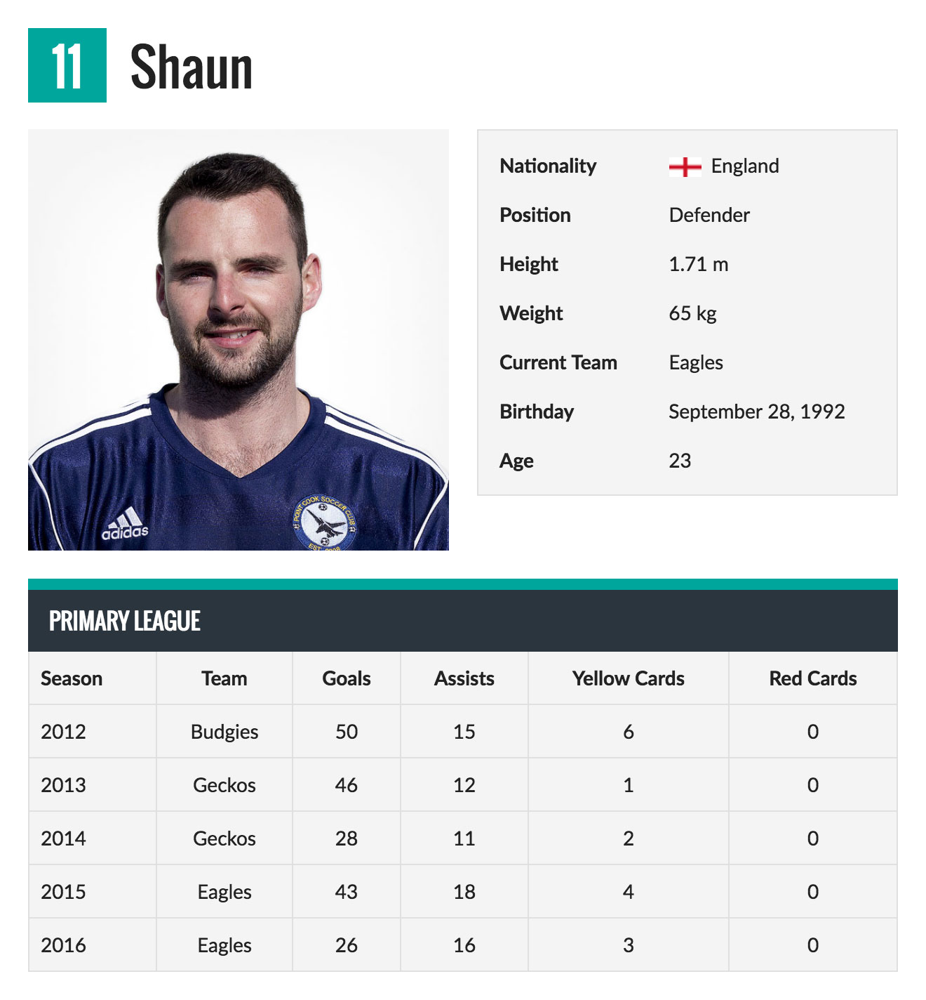 11 Shaun
Nationality England
Position Defender
Height 1.71 m
Weight 65 kg
Current Team Eagles
Birthday September 28, 1992
Age 23
adidas
POINT COOK SOCCER CLUB
EST. 2008
PRIMARY LEAGUE
Season Team Goals Assists Yellow Cards Red Cards
2012 Budgies 50 15 6 0
2013 Geckos 46 12 1 0
2014 Geckos 28 11 2 0
2015 Eagles 43 18 4 0
2016 Eagles 26 16 3 0